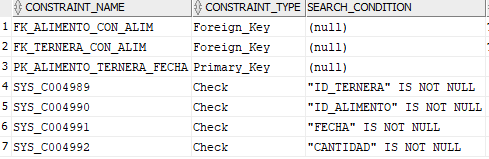 CONSTRAINT_NAME CONSTRAINT_TYPE SEARCH_CONDITION
1 FK_ALIMENTO_CON_ALIM Foreign_Key (null)
2 FK_TERNERA_CON_ALIM Foreign_Key (null)
3 PK_ALIMENTO_TERNERA_FECHA Primary_Key (null)
4 SYS_C004989 Check "ID_TERNERA" IS NOT NULL
5 SYS_C004990 Check "ID_ALIMENTO" IS NOT NULL
6 SYS_C004991 Check "FECHA" IS NOT NULL
7 SYS_C004992 Check "CANTIDAD" IS NOT NULL